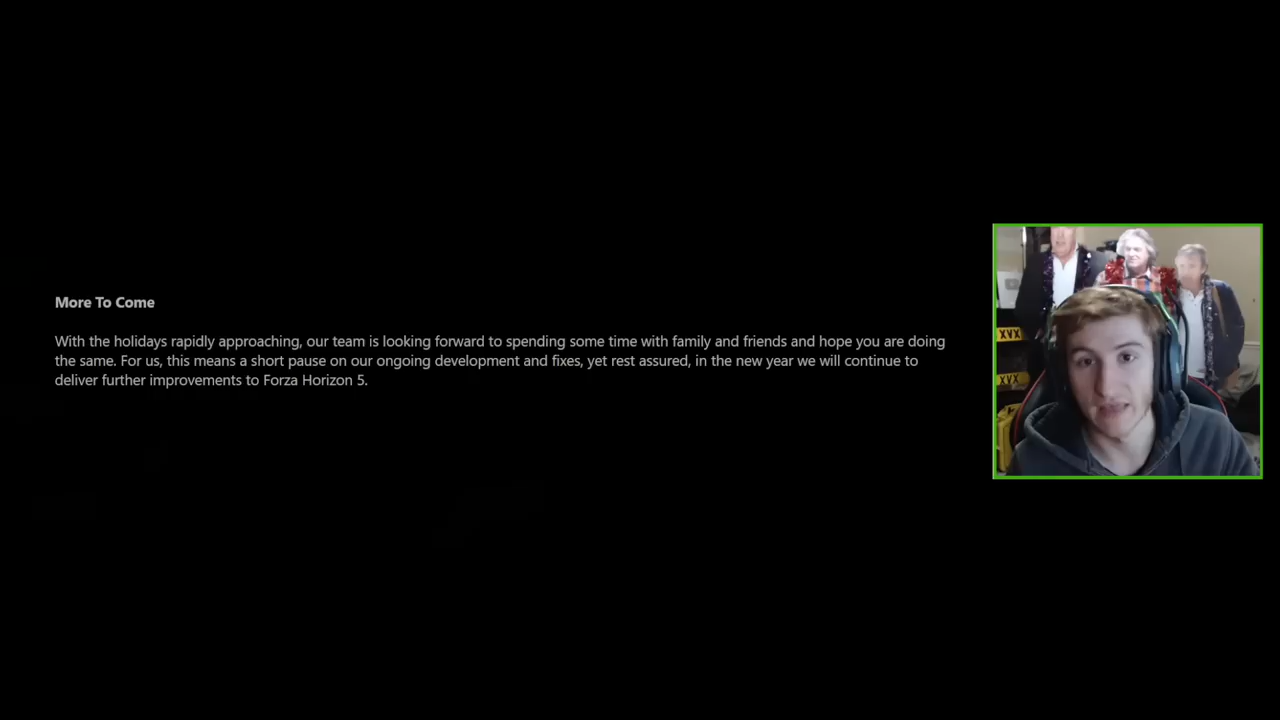 More To Come
With the holidays rapidly approaching, our team is looking forward to spending some time with family and friends and hope you are doing
the same. For us, this means a short pause on our ongoing development and fixes, yet rest assured, in the new year we will continue to
deliver further improvements to Forza Horizon 5.
XVX
XVX